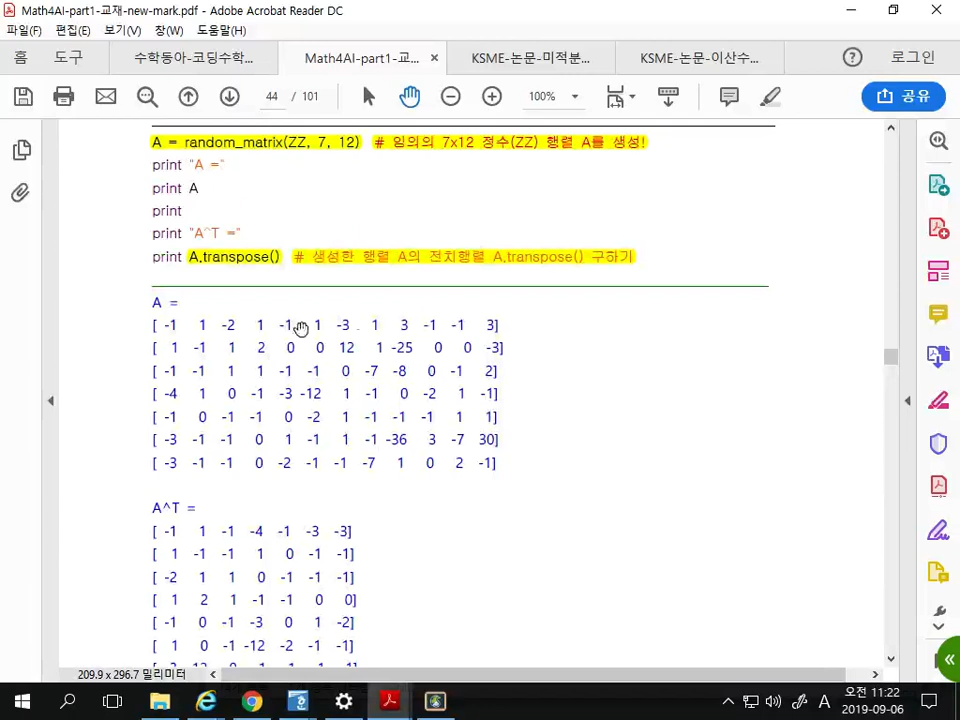 Math4AI-part1-교재-new-mark.pdf - Adobe Acrobat Reader DC
파일(F) 편집(E) 보기(V) 창(W) 도움말(H)
홈 도구 수학동아-코딩수학... Math4AI-part1-교... × KSME-논문-미적분... KSME-논문-이산수... 로그인
44 / 101 100% 공유
A = random_matrix(ZZ, 7, 12) # 임의의 7x12 정수(ZZ) 행렬 A를 생성!
print "A ="
print A
print
print "A^T ="
print A.transpose() # 생성한 행렬 A의 전치행렬 A.transpose() 구하기
A =
[ -1 1 -2 1 -1 1 -3 1 3 -1 -1 3]
[ 1 -1 1 2 0 0 12 1 -25 0 0 -3]
[ -1 -1 1 1 -1 -1 0 -7 -8 0 -1 2]
[ -4 1 0 -1 -3 -12 1 -1 0 -2 1 -1]
[ -1 0 -1 -1 0 -2 1 -1 -1 -1 1 1]
[ -3 -1 -1 0 1 -1 1 -1 -36 3 -7 30]
[ -3 -1 -1 0 -2 -1 -1 -7 1 0 2 -1]
A^T =
[ -1 1 -1 -4 -1 -3 -3]
[ 1 -1 -1 1 0 -1 -1]
[ -2 1 1 0 -1 -1 -1]
[ 1 2 1 -1 -1 0 0]
[ -1 0 -1 -3 0 1 -2]
[ 1 0 -1 -12 -2 -1 -1]
209.9 x 296.7 밀리미터
A 오전 11:22
2019-09-06